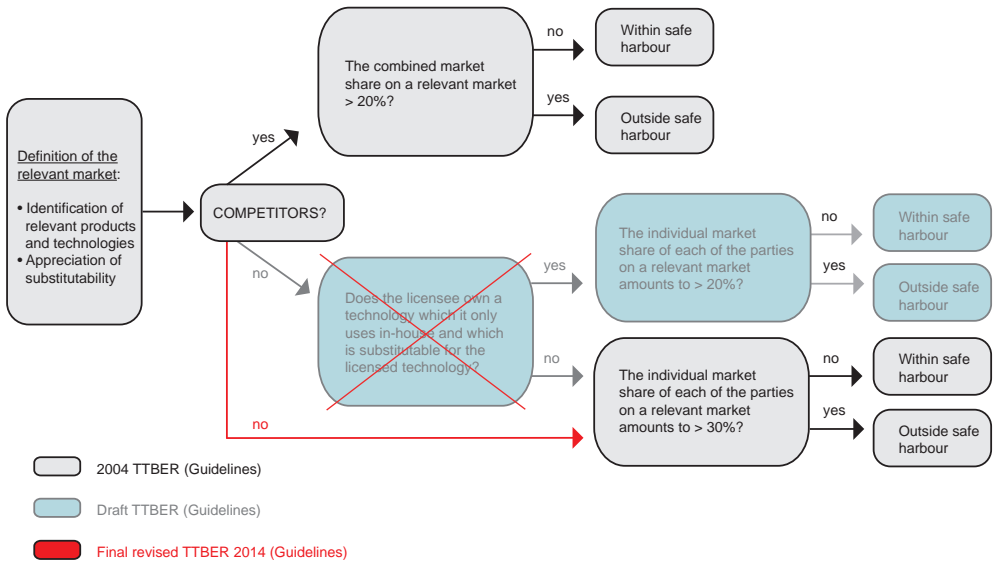 Definition of the
relevant market:
• Identification of
relevant products
and technologies
• Appreciation of
substitutability
COMPETITORS?
yes
The combined market
share on a relevant market
> 20%?
no
Within safe
harbour
yes
Outside safe
harbour
no
Does the licensee own a
technology which it only
uses in-house and which
is substitutable for the
licensed technology?
yes
The individual market
share of each of the parties
on a relevant market
amounts to > 20%?
no
Within safe
harbour
yes
Outside safe
harbour
no
The individual market
share of each of the parties
on a relevant market
amounts to > 30%?
no
Within safe
harbour
yes
Outside safe
harbour
no
2004 TTBER (Guidelines)
Draft TTBER (Guidelines)
Final revised TTBER 2014 (Guidelines)